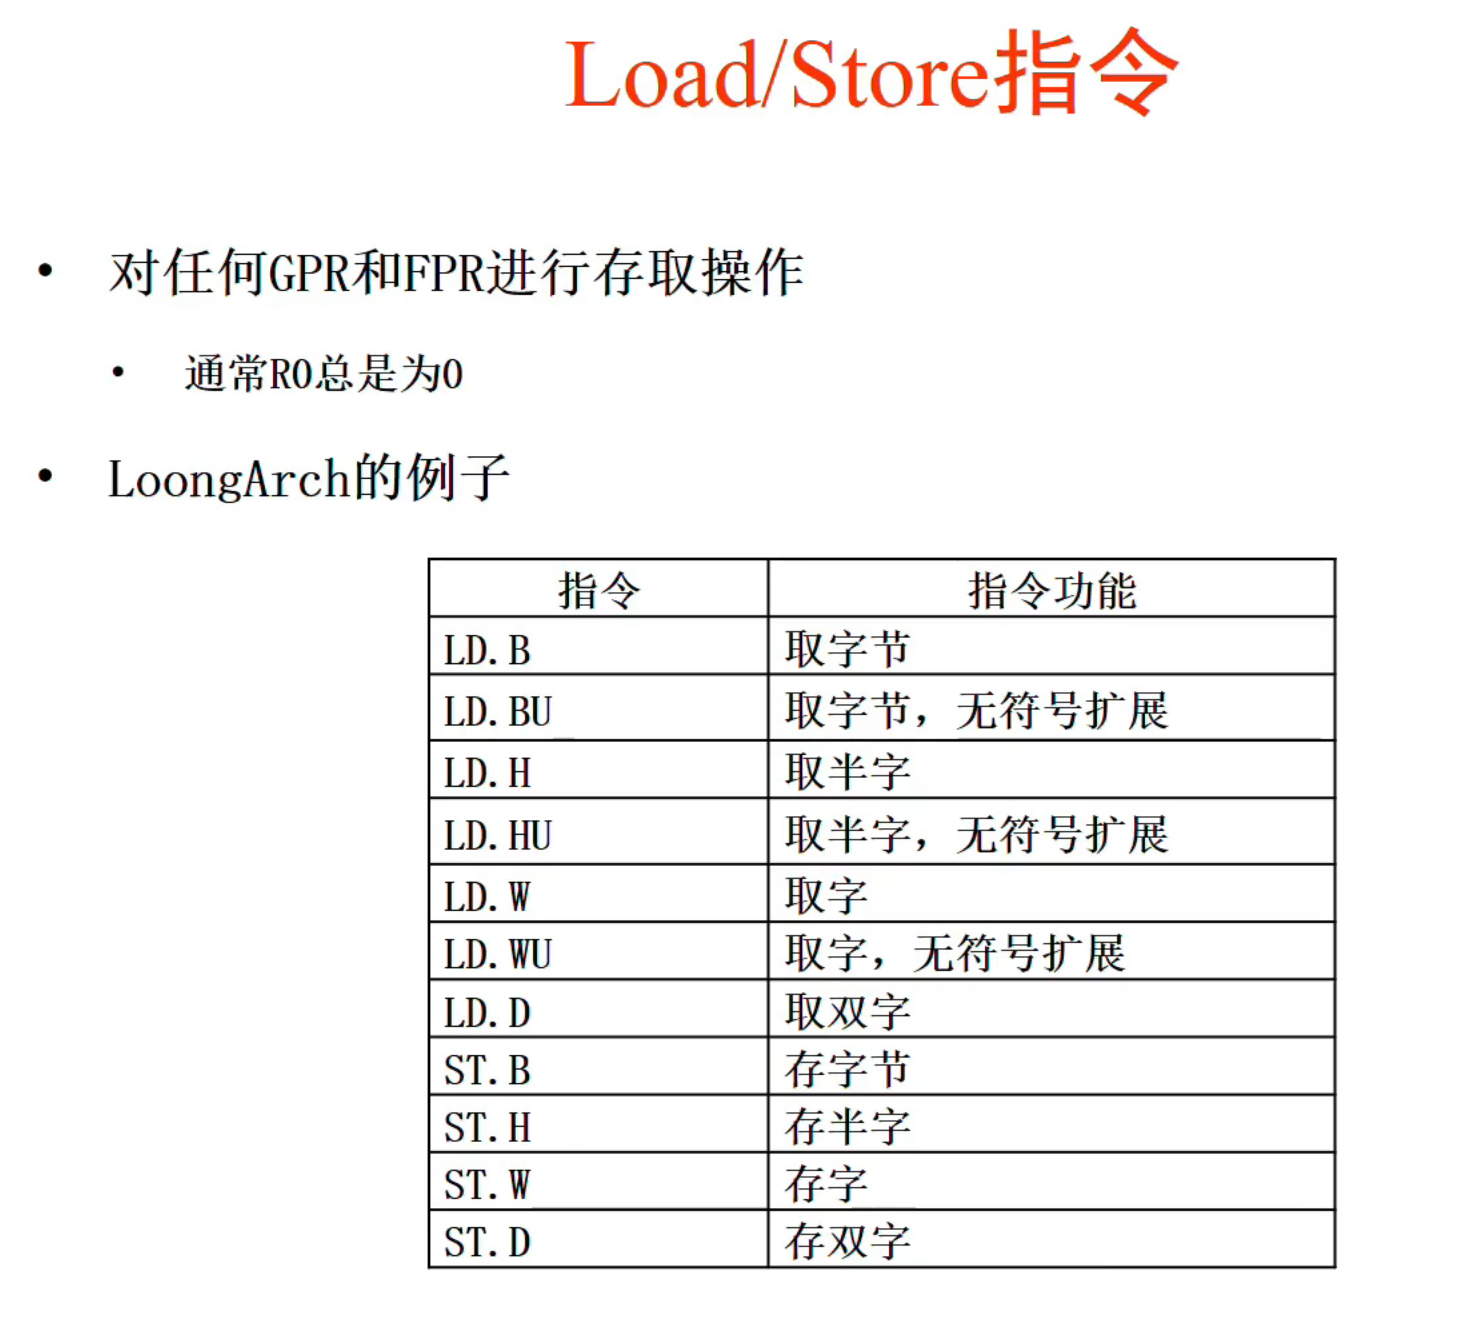 Load/Store指令
• 对任何GPR和FPR进行存取操作
• 通常R0总是为0
• LoongArch的例子
指令 指令功能
LD.B 取字节
LD.BU 取字节，无符号扩展
LD.H 取半字
LD.HU 取半字，无符号扩展
LD.W 取字
LD.WU 取字，无符号扩展
LD.D 取双字
ST.B 存字节
ST.H 存半字
ST.W 存字
ST.D 存双字